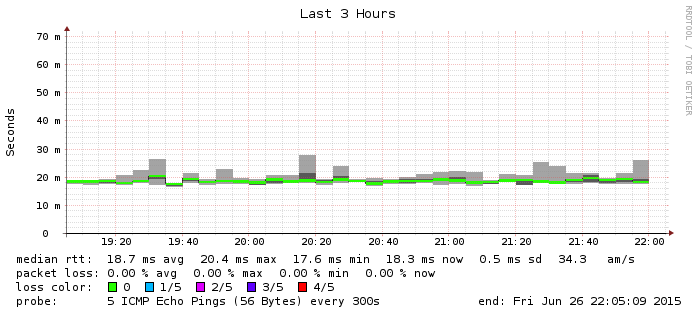 Last 3 Hours
RRDTOOL / TOBI OETIKER
Seconds
70 m
60 m
50 m
40 m
30 m
20 m
10 m
0
19:20 19:40 20:00 20:20 20:40 21:00 21:20 21:40 22:00
median rtt: 18.7 ms avg 20.4 ms max 17.6 ms min 18.3 ms now 0.5 ms sd 34.3 am/s
packet loss: 0.00 % avg 0.00 % max 0.00 % min 0.00 % now
loss color: 0 1/5 2/5 3/5 4/5
probe: 5 ICMP Echo Pings (56 Bytes) every 300s end: Fri Jun 26 22:05:09 2015